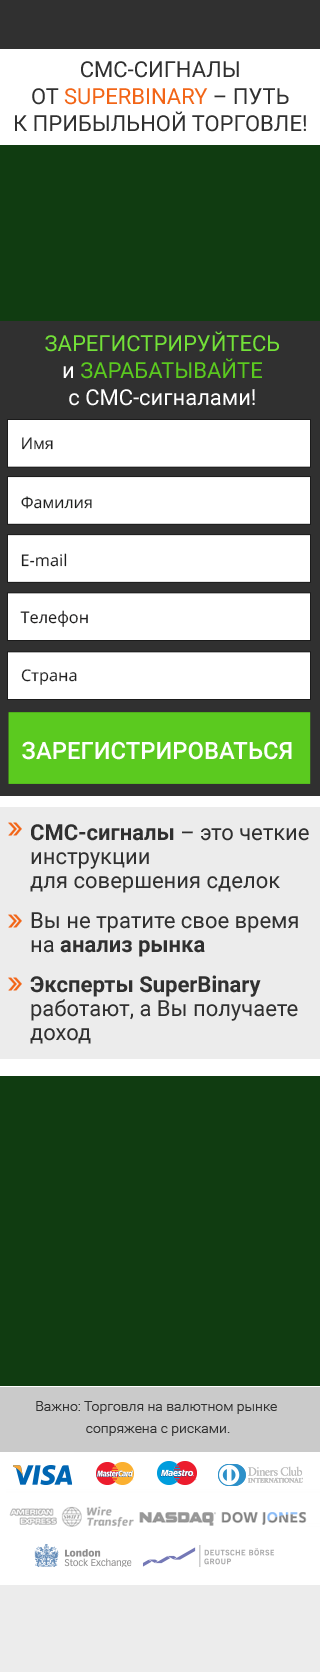 СМС-СИГНАЛЫ
ОТ SUPERBINARY – ПУТЬ
К ПРИБЫЛЬНОЙ ТОРГОВЛЕ!
ЗАРЕГИСТРИРУЙТЕСЬ
и ЗАРАБАТЫВАЙТЕ
с СМС-сигналами!
Имя
Фамилия
E-mail
Телефон
Страна
ЗАРЕГИСТРИРОВАТЬСЯ
СМС-сигналы – это четкие
инструкции
для совершения сделок
Вы не тратите свое время
на анализ рынка
Эксперты SuperBinary
работают, а Вы получаете
доход
Важно: Торговля на валютном рынке
сопряжена с рисками.
VISA MasterCard Maestro Diners Club
INTERNATIONAL
AMERICAN EXPRESS SWIFT Wire Transfer NASDAQ DOW JONES
London Stock Exchange DEUTSCHE BÖRSE GROUP